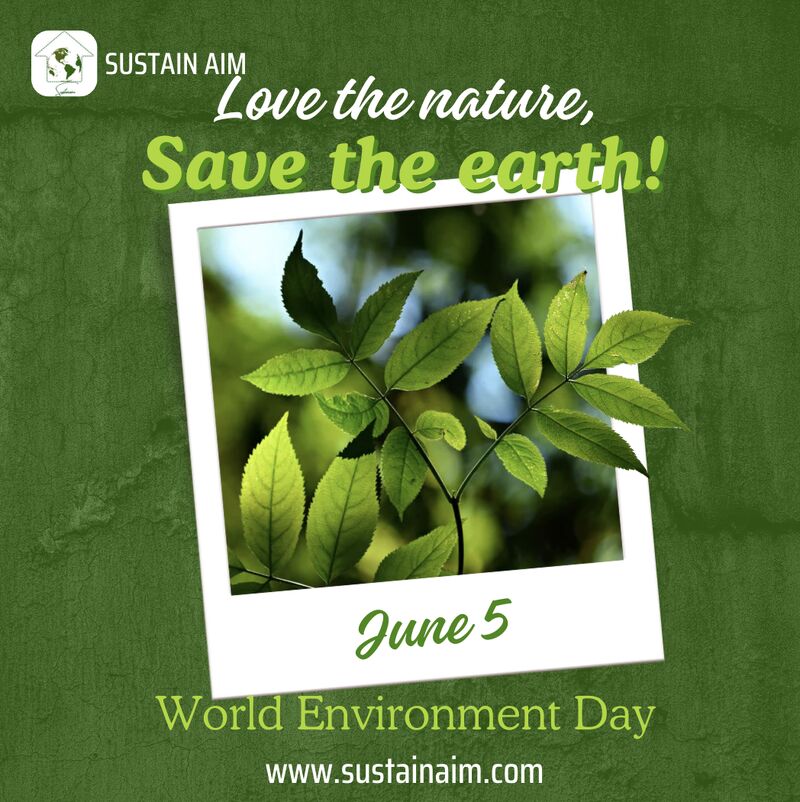 SUSTAIN AIM
Love the nature,
Save the earth!
June 5
World Environment Day
www.sustainaim.com